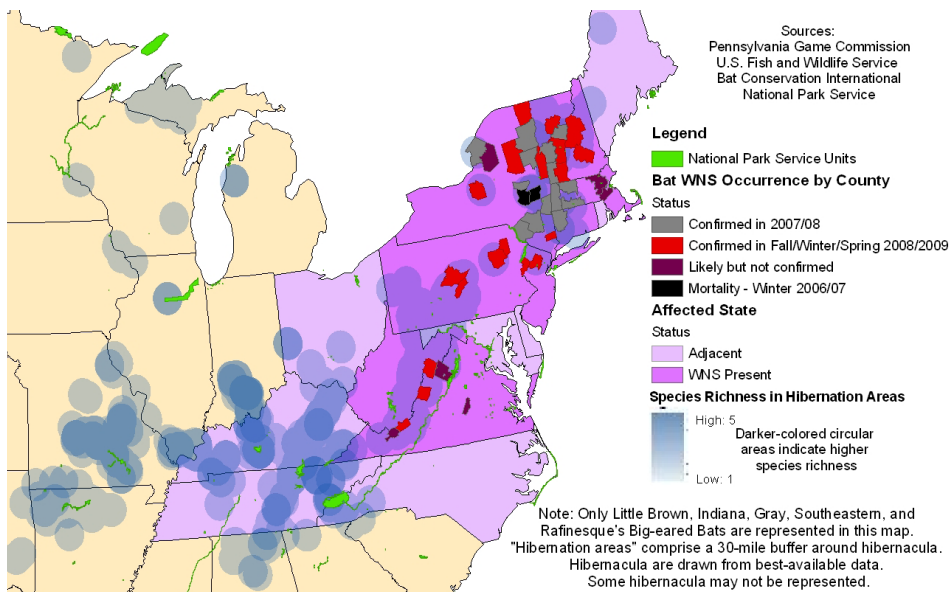 Sources:
Pennsylvania Game Commission
U.S. Fish and Wildlife Service
Bat Conservation International
National Park Service
Legend
National Park Service Units
Bat WNS Occurrence by County
Status
Confirmed in 2007/08
Confirmed in Fall/Winter/Spring 2008/2009
Likely but not confirmed
Mortality - Winter 2006/07
Affected State
Status
Adjacent
WNS Present
Species Richness in Hibernation Areas
High: 5
Darker-colored circular
areas indicate higher
species richness
Low: 1
Note: Only Little Brown, Indiana, Gray, Southeastern, and
Rafinesque's Big-eared Bats are represented in this map.
"Hibernation areas" comprise a 30-mile buffer around hibernacula.
Hibernacula are drawn from best-available data.
Some hibernacula may not be represented.